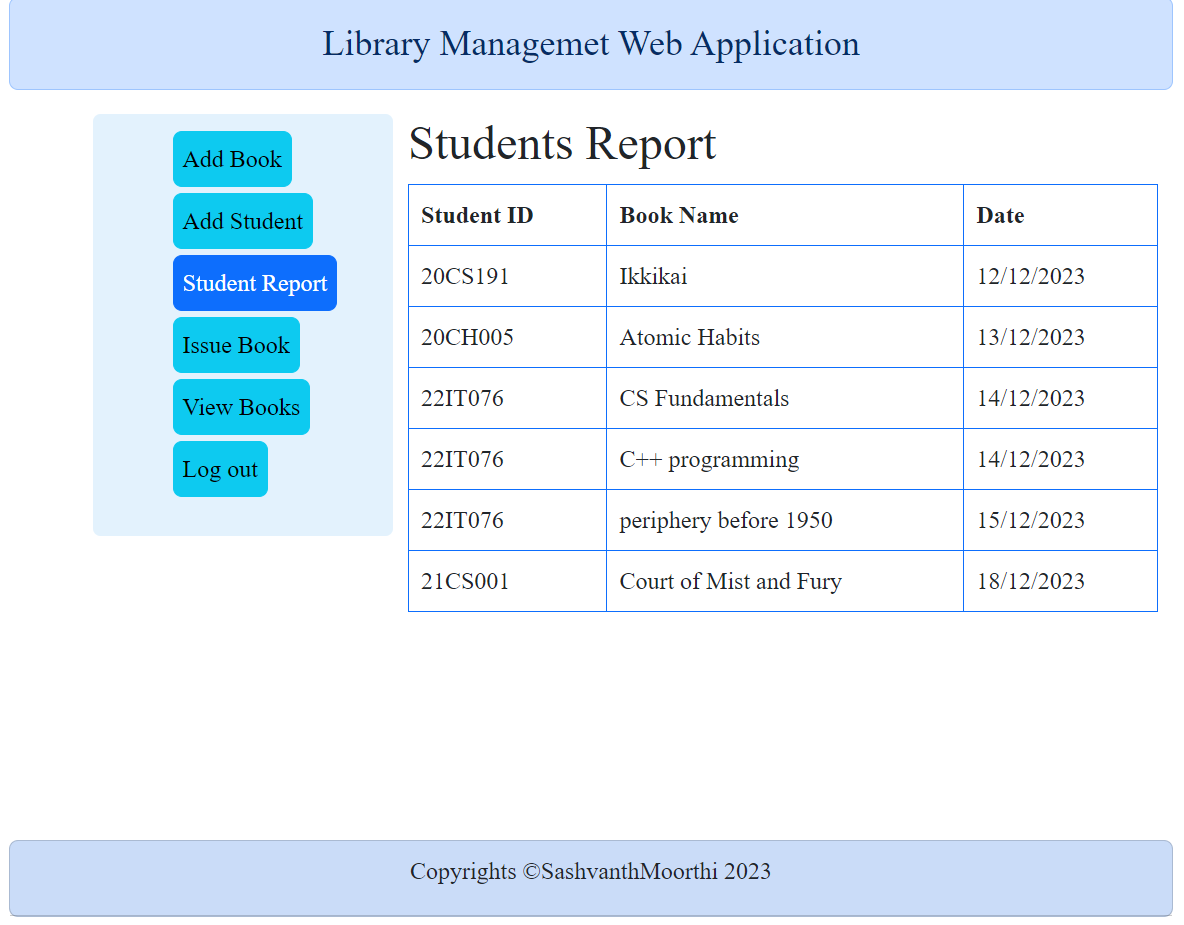 Library Managemet Web Application
Add Book
Add Student
Student Report
Issue Book
View Books
Log out
Students Report
Student ID Book Name Date
20CS191 Ikkikai 12/12/2023
20CH005 Atomic Habits 13/12/2023
22IT076 CS Fundamentals 14/12/2023
22IT076 C++ programming 14/12/2023
22IT076 periphery before 1950 15/12/2023
21CS001 Court of Mist and Fury 18/12/2023
Copyrights ©SashvanthMoorthi 2023